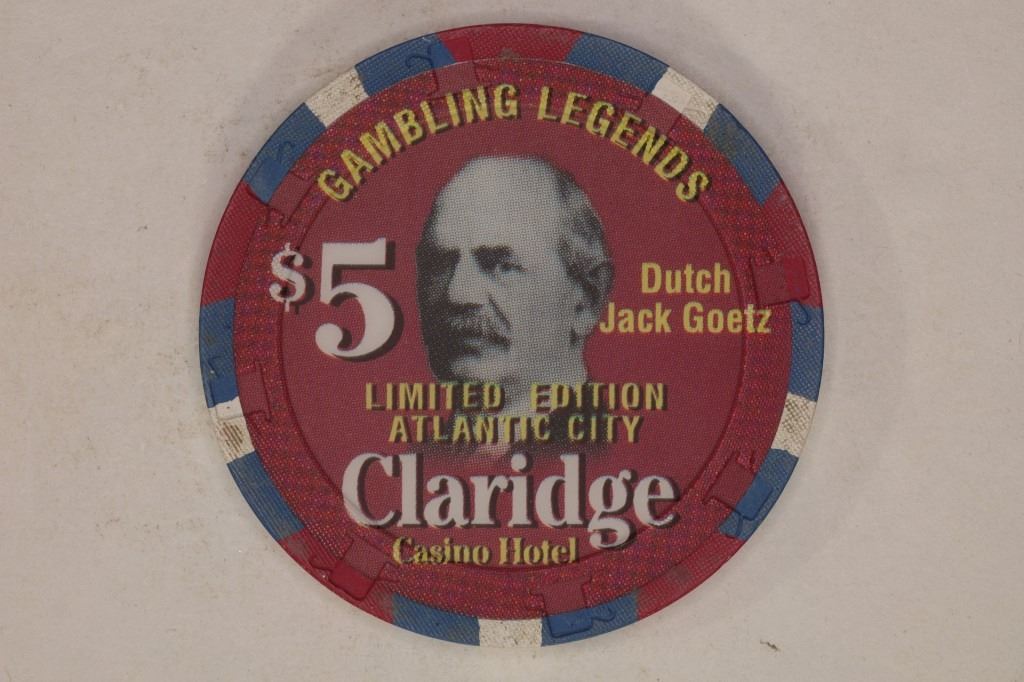 GAMBLING LEGENDS
$5
Dutch
Jack Goetz
LIMITED EDITION
ATLANTIC CITY
Claridge
Casino Hotel